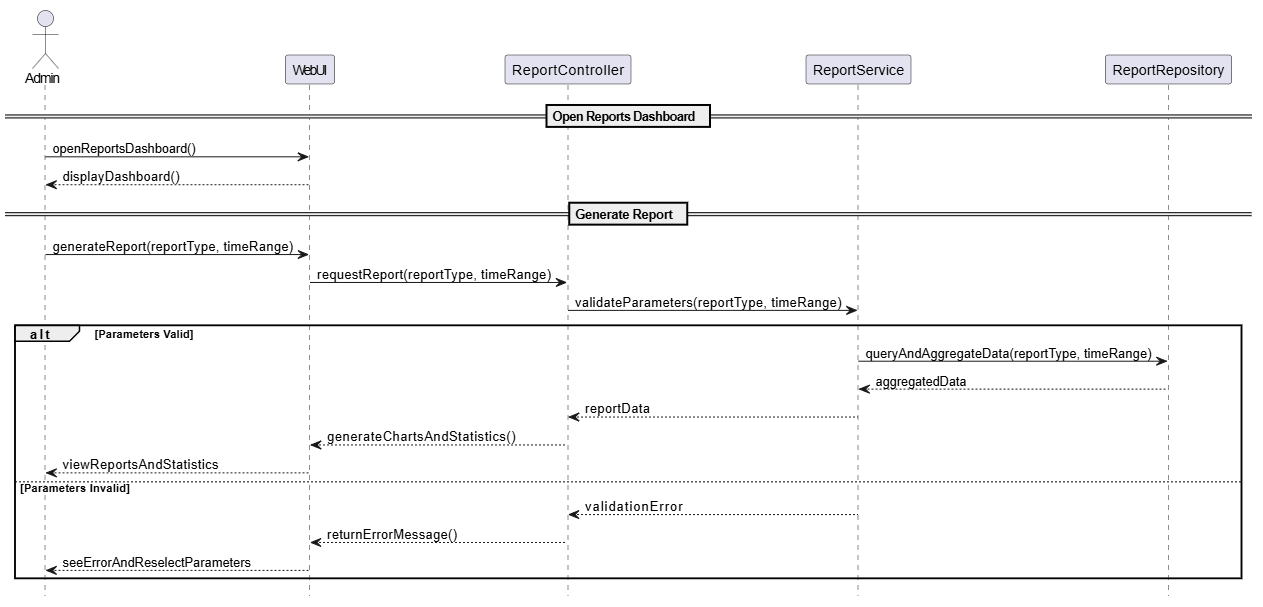 Admin
WebUI
ReportController
ReportService
ReportRepository
Open Reports Dashboard
openReportsDashboard()
displayDashboard()
Generate Report
generateReport(reportType, timeRange)
requestReport(reportType, timeRange)
validateParameters(reportType, timeRange)
alt [Parameters Valid]
queryAndAggregateData(reportType, timeRange)
aggregatedData
reportData
generateChartsAndStatistics()
viewReportsAndStatistics
[Parameters Invalid]
validationError
returnErrorMessage()
seeErrorAndReselectParameters